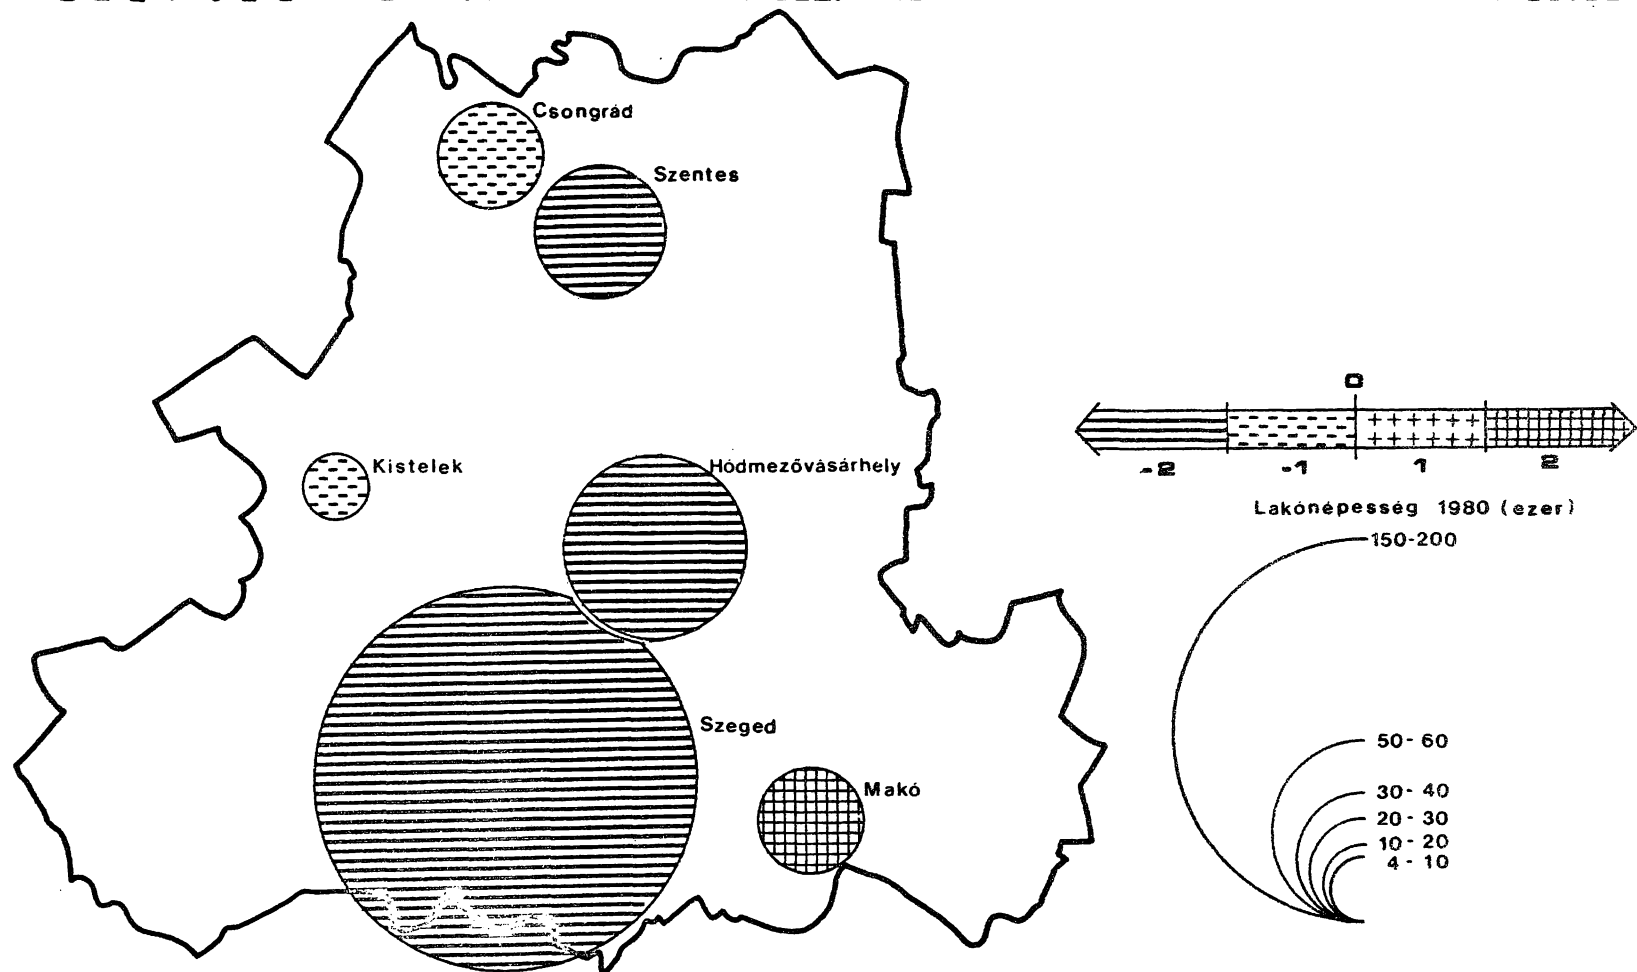 Csongrád
Szentes
Kistelek
Hódmezővásárhely
Szeged
Makó
0
-2 -1 1 2
Lakónépesség 1980 (ezer)
150-200
50-60
30-40
20-30
10-20
4-10